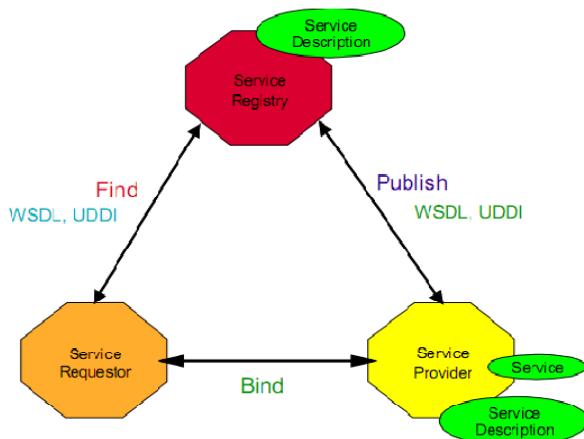 Service
Description
Service
Registry
Find
WSDL, UDDI
Publish
WSDL, UDDI
Service
Requestor
Bind
Service
Provider
Service
Service
Description